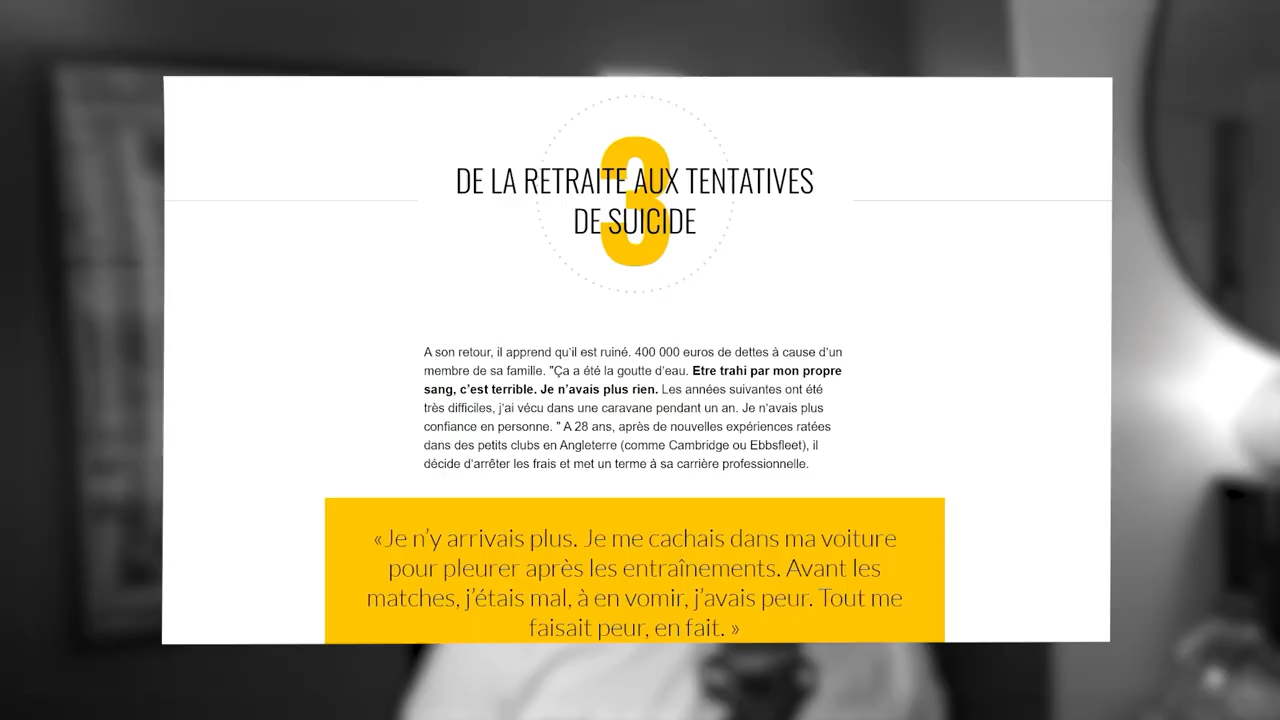 3
DE LA RETRAITE AUX TENTATIVES
DE SUICIDE
A son retour, il apprend qu'il est ruiné. 400 000 euros de dettes à cause d'un
membre de sa famille. "Ça a été la goutte d'eau. Etre trahi par mon propre
sang, c'est terrible. Je n'avais plus rien. Les années suivantes ont été
très difficiles, j'ai vécu dans une caravane pendant un an. Je n'avais plus
confiance en personne. " A 28 ans, après de nouvelles expériences ratées
dans des petits clubs en Angleterre (comme Cambridge ou Ebbsfleet), il
décide d'arrêter les frais et met un terme à sa carrière professionnelle.
«Je n'y arrivais plus. Je me cachais dans ma voiture
pour pleurer après les entraînements. Avant les
matches, j'étais mal, à en vomir, j'avais peur. Tout me
faisait peur, en fait. »